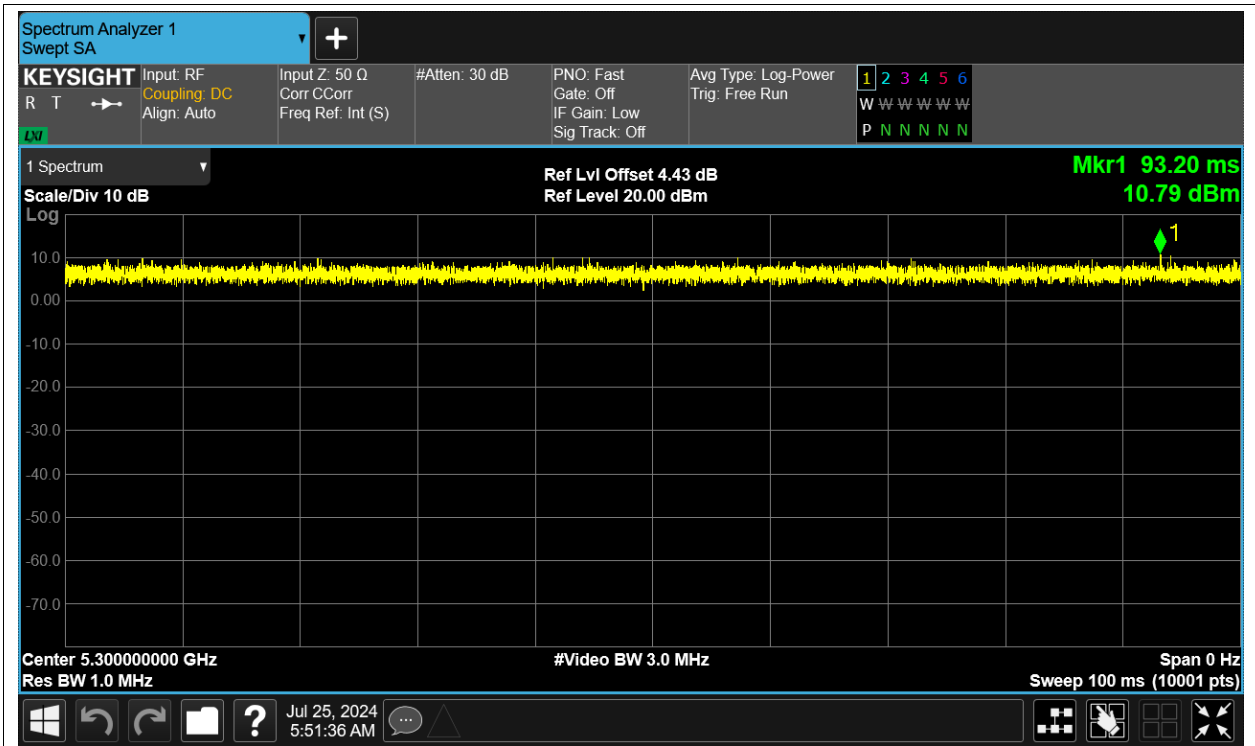 Spectrum Analyzer 1
Swept SA
KEYSIGHT
R T
LXI
Input: RF
Coupling: DC
Align: Auto
Input Z: 50 Ω
Corr CCorr
Freq Ref: Int (S)
#Atten: 30 dB
PNO: Fast
Gate: Off
IF Gain: Low
Sig Track: Off
Avg Type: Log-Power
Trig: Free Run
1 2 3 4 5 6
W W W W W W
P N N N N N
1 Spectrum
Scale/Div 10 dB
Log
Ref Lvl Offset 4.43 dB
Ref Level 20.00 dBm
Mkr1 93.20 ms
10.79 dBm
1
10.0
0.00
-10.0
-20.0
-30.0
-40.0
-50.0
-60.0
-70.0
Center 5.300000000 GHz
Res BW 1.0 MHz
#Video BW 3.0 MHz
Span 0 Hz
Sweep 100 ms (10001 pts)
?
Jul 25, 2024
5:51:36 AM